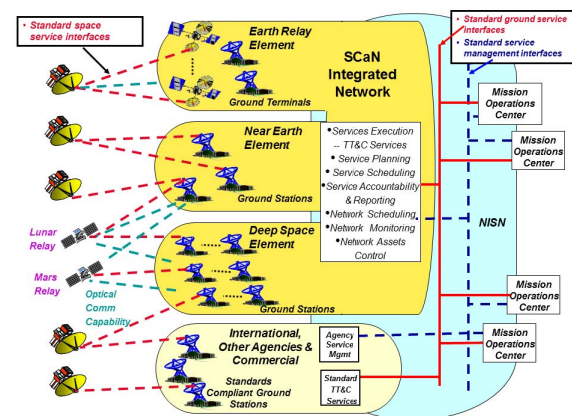 Standard space
service interfaces
Earth Relay
Element
Ground Terminals
SCaN
Integrated
Network
• Standard ground service
interfaces
• Standard service
management interfaces
Near Earth
Element
Ground Stations
•Services Execution
-- TT&C Services
• Service Planning
• Service Scheduling
•Service Accountability
& Reporting
•Network Scheduling
• Network Monitoring
• Network Assets
Control
Mission
Operations
Center
Mission
Operations
Center
NISN
Lunar
Relay
Mars
Relay
Optical
Comm
Capability
Deep Space
Element
Ground Stations
Mission
Operations
Center
Mission
Operations
Center
International,
Other Agencies &
Commercial
Standards
Compliant Ground
Stations
Agency
Service
Mgmt
Standard
TT&C
Services